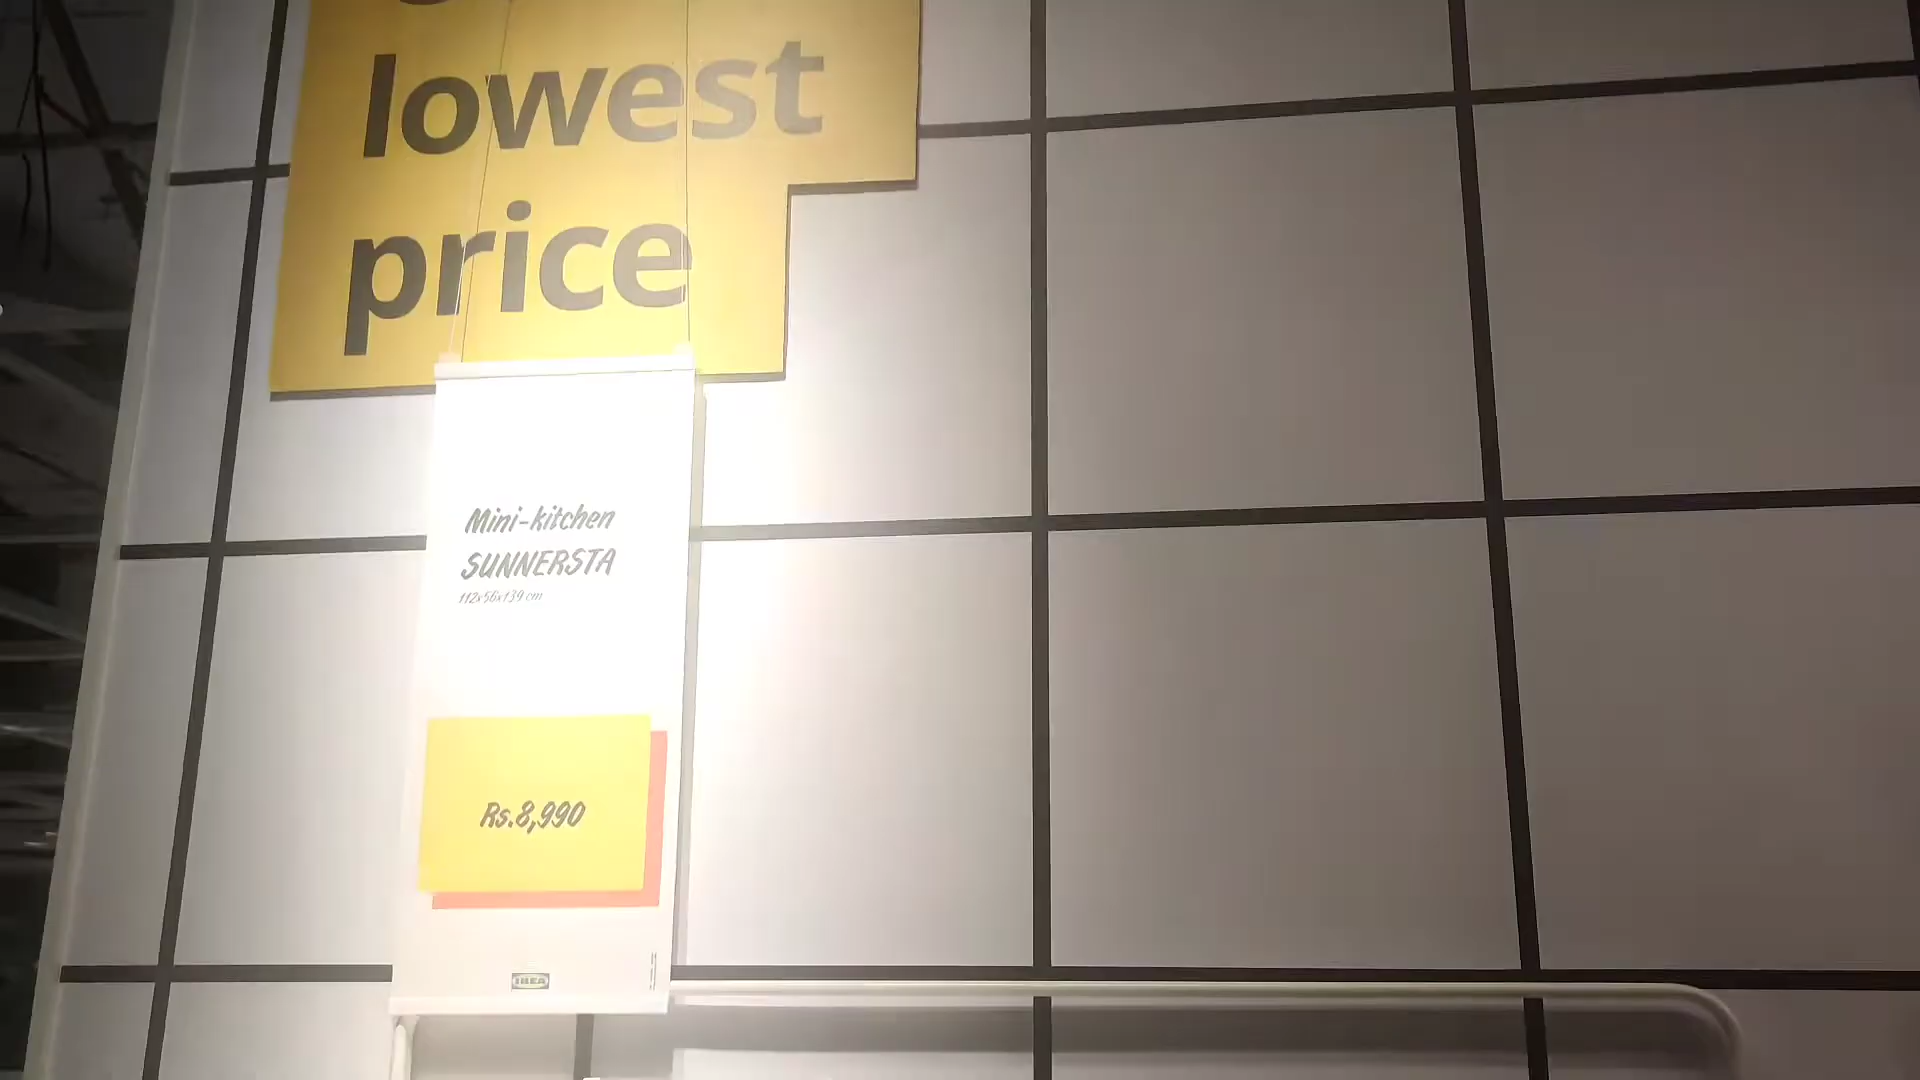 lowest
price
Mini-kitchen
SUNNERSTA
112x56x139 cm
Rs.8,990
IKEA